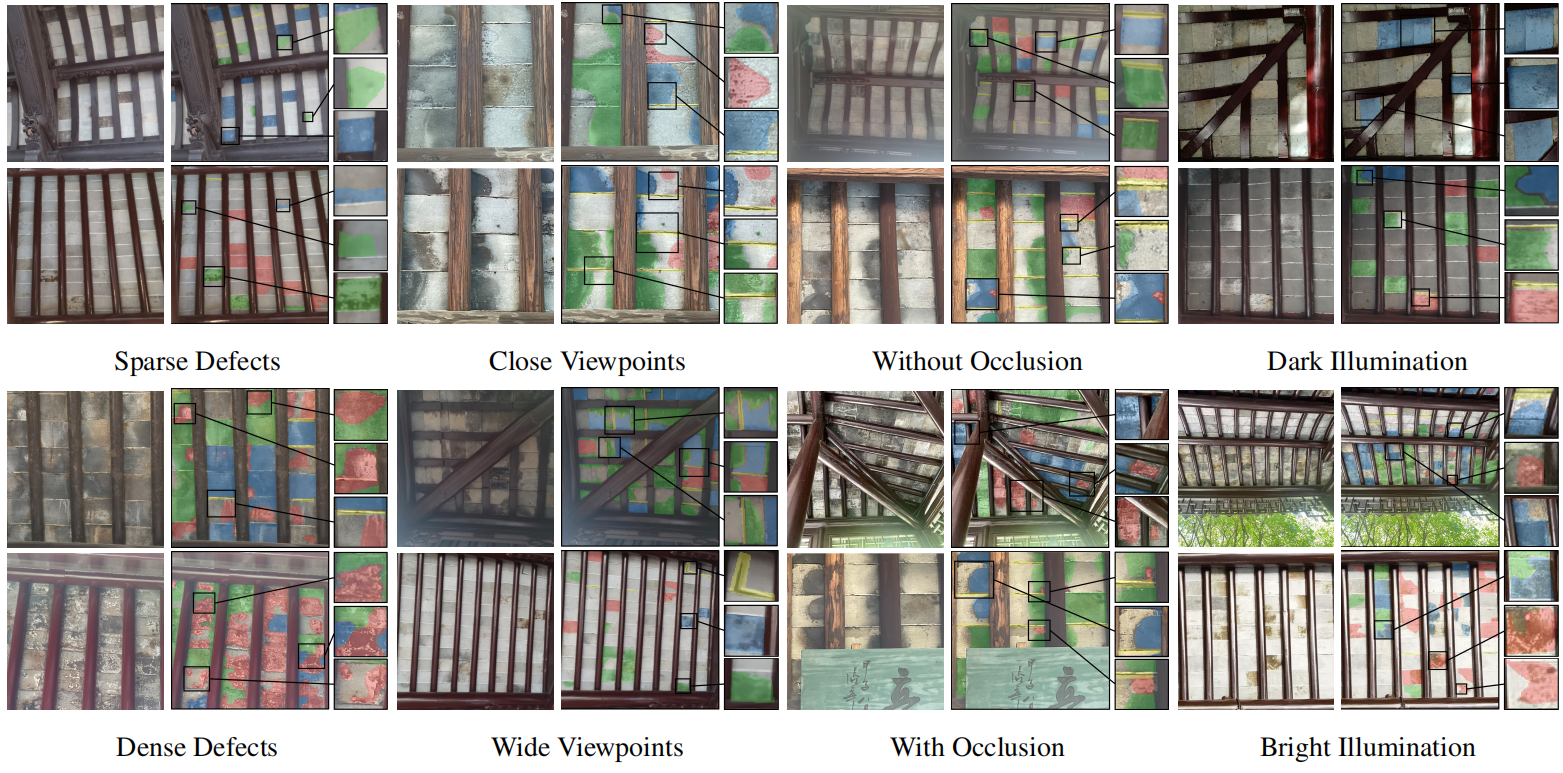 Sparse Defects
Close Viewpoints
Without Occlusion
Dark Illumination
Dense Defects
Wide Viewpoints
With Occlusion
Bright Illumination